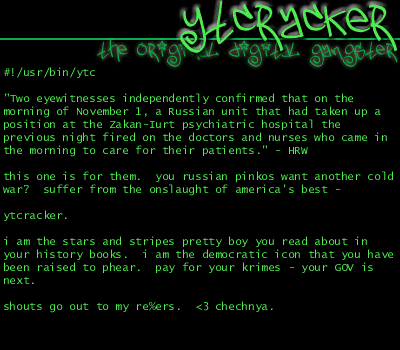 ytcracker
the original digital gangster
#!/usr/bin/ytc
"Two eyewitnesses independently confirmed that on the
morning of November 1, a Russian unit that had taken up a
position at the Zakan-Iurt psychiatric hospital the
previous night fired on the doctors and nurses who came in
the morning to care for their patients." - HRW
this one is for them.  you russian pinkos want another cold
war?  suffer from the onslaught of america's best -
ytcracker.
i am the stars and stripes pretty boy you read about in
your history books.  i am the democratic icon that you have
been raised to phear.  pay for your krimes - your GOV is
next.
shouts go out to my re%ers.  <3 chechnya.